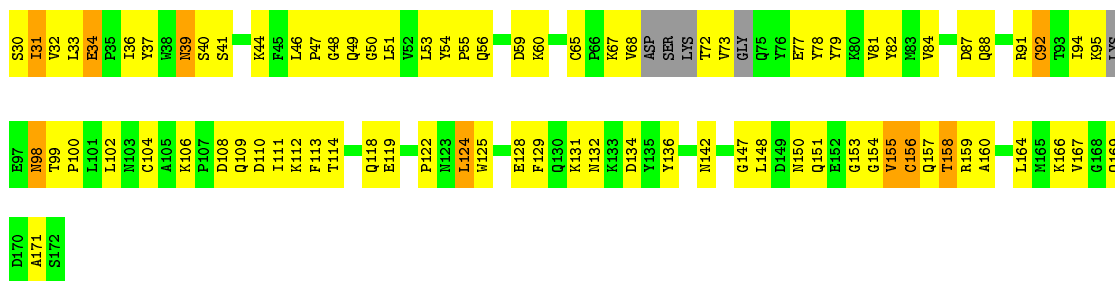 S30 I31 V32 L33 E34 P35 I36 Y37 W38 N39 S40 S41 K44 F45 L46 P47 G48 Q49 G50 L51 V52 L53 Y54 P55 Q56 D59 K60 C65 P66 K67 V68 ASP SER LYS T72 V73 GLY Q75 Y76 E77 Y78 Y79 K80 V81 Y82 M83 V84 D87 Q88 R91 C92 T93 I94 K95 LYS
E97 N98 T99 P100 L101 L102 N103 C104 A105 K106 P107 D108 Q109 D110 I111 K112 F113 T114 Q118 E119 P122 N123 L124 W125 E128 F129 Q130 K131 N132 K133 D134 Y135 Y136 N142 G147 L148 D149 N150 Q151 E152 G153 G154 V155 C166 Q157 T158 R159 A160 L164 M165 K166 V167 G168 Q169
D170 A171 S172